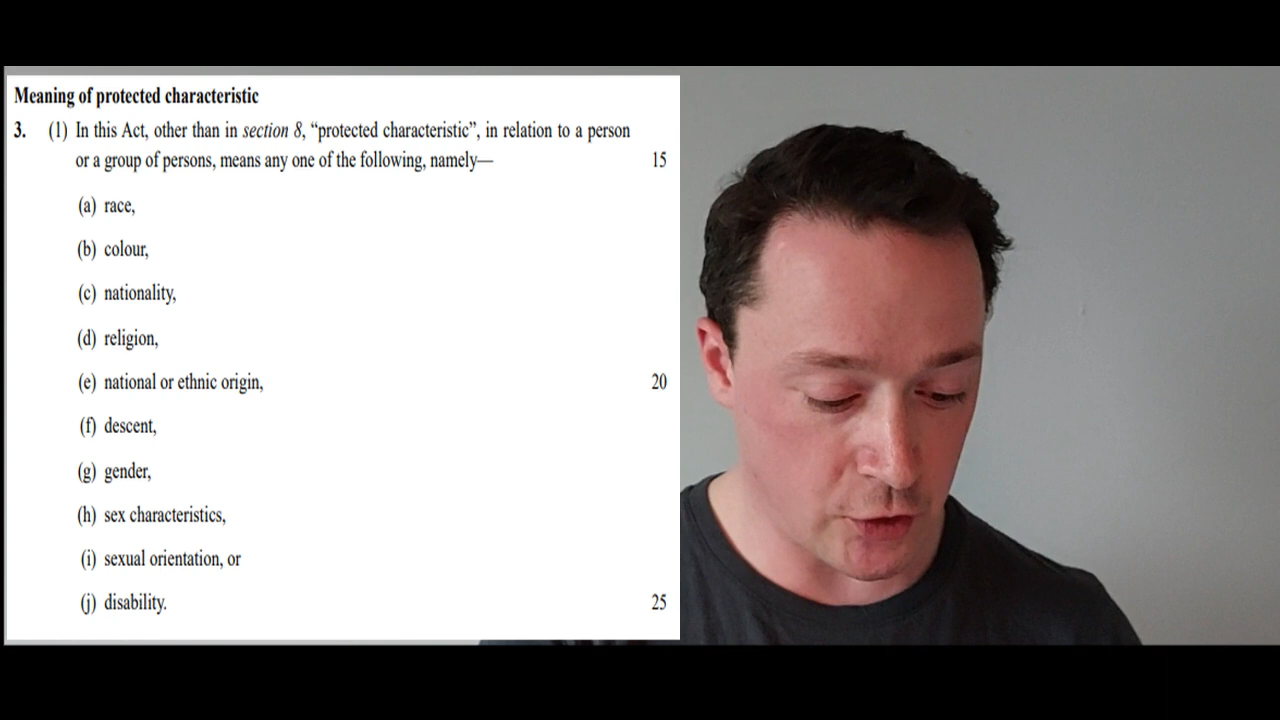 Meaning of protected characteristic
3. (1) In this Act, other than in section 8, “protected characteristic”, in relation to a person
or a group of persons, means any one of the following, namely— 15
(a) race,
(b) colour,
(c) nationality,
(d) religion,
(e) national or ethnic origin, 20
(f) descent,
(g) gender,
(h) sex characteristics,
(i) sexual orientation, or
(j) disability. 25